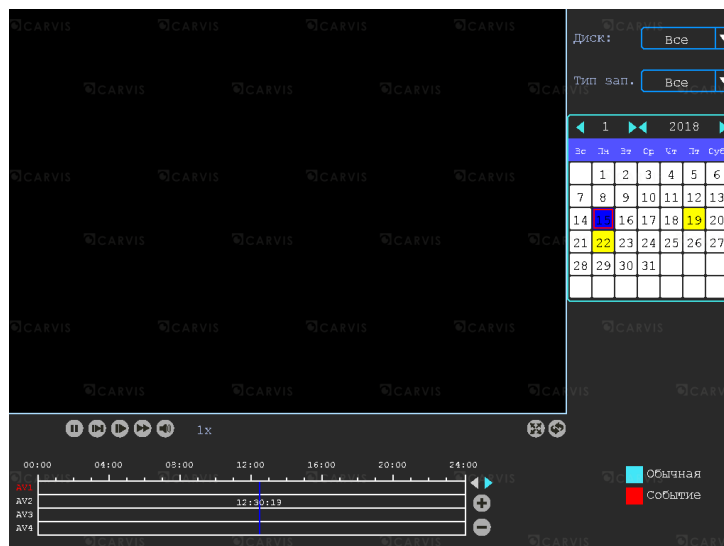 Диск: Все
Тип зап. Все
1 2018
Вс Пн Вт Ср Чт Пт Суб
1 2 3 4 5 6
7 8 9 10 11 12 13
14 15 16 17 18 19 20
21 22 23 24 25 26 27
28 29 30 31
1x
00:00 04:00 08:00 12:00 16:00 20:00 24:00
AV1
AV2 12:30:19
AV3
AV4
Обычная
Событие
CARVIS